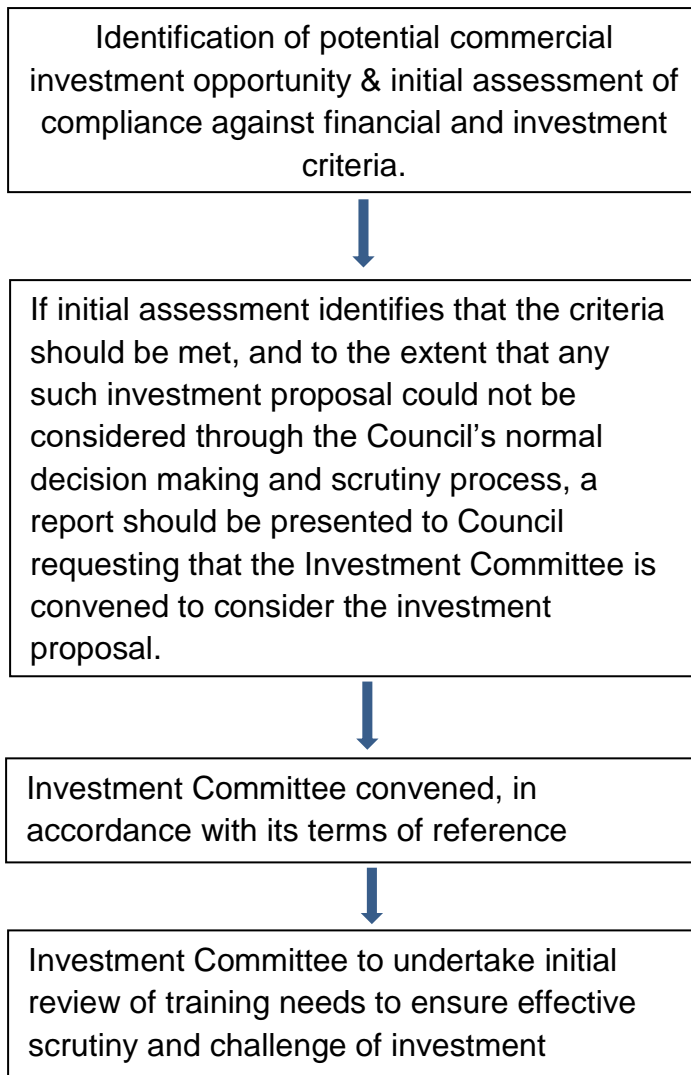 Identification of potential commercial
investment opportunity & initial assessment of
compliance against financial and investment
criteria.
If initial assessment identifies that the criteria
should be met, and to the extent that any
such investment proposal could not be
considered through the Council’s normal
decision making and scrutiny process, a
report should be presented to Council
requesting that the Investment Committee is
convened to consider the investment
proposal.
Investment Committee convened, in
accordance with its terms of reference
Investment Committee to undertake initial
review of training needs to ensure effective
scrutiny and challenge of investment